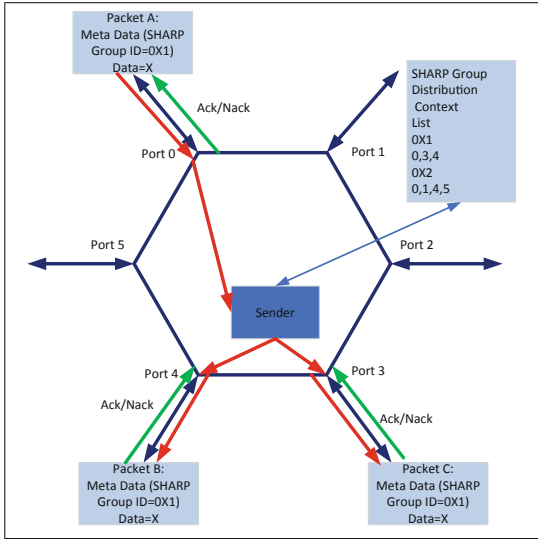 Packet A:
Meta Data (SHARP
Group ID=0X1)
Data=X
Ack/Nack
Port 0
Port 1
SHARP Group
Distribution
Context
List
0X1
0,3,4
0X2
0,1,4,5
Port 5
Port 2
Sender
Port 4
Port 3
Ack/Nack
Ack/Nack
Packet B:
Meta Data (SHARP
Group ID=0X1)
Data=X
Packet C:
Meta Data (SHARP
Group ID=0X1)
Data=X